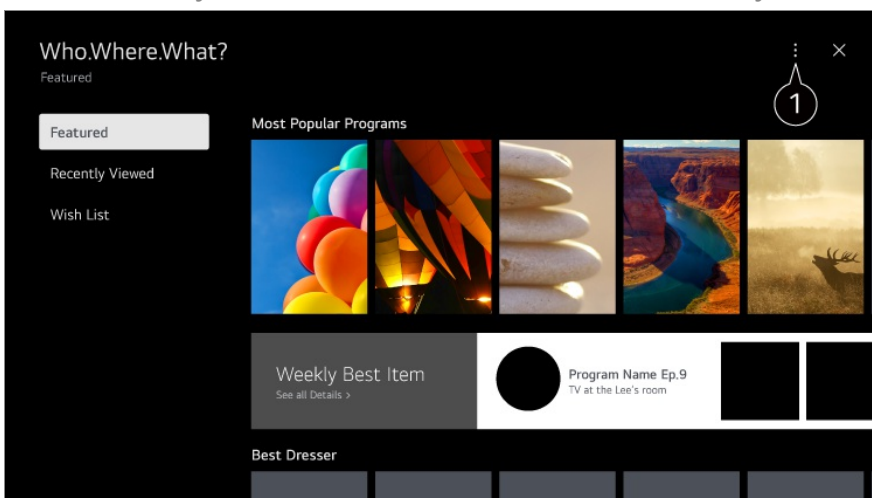 Who.Where.What?
Featured
1
Featured
Recently Viewed
Wish List
Most Popular Programs
Weekly Best Item
See all Details >
Program Name Ep.9
TV at the Lee's room
Best Dresser